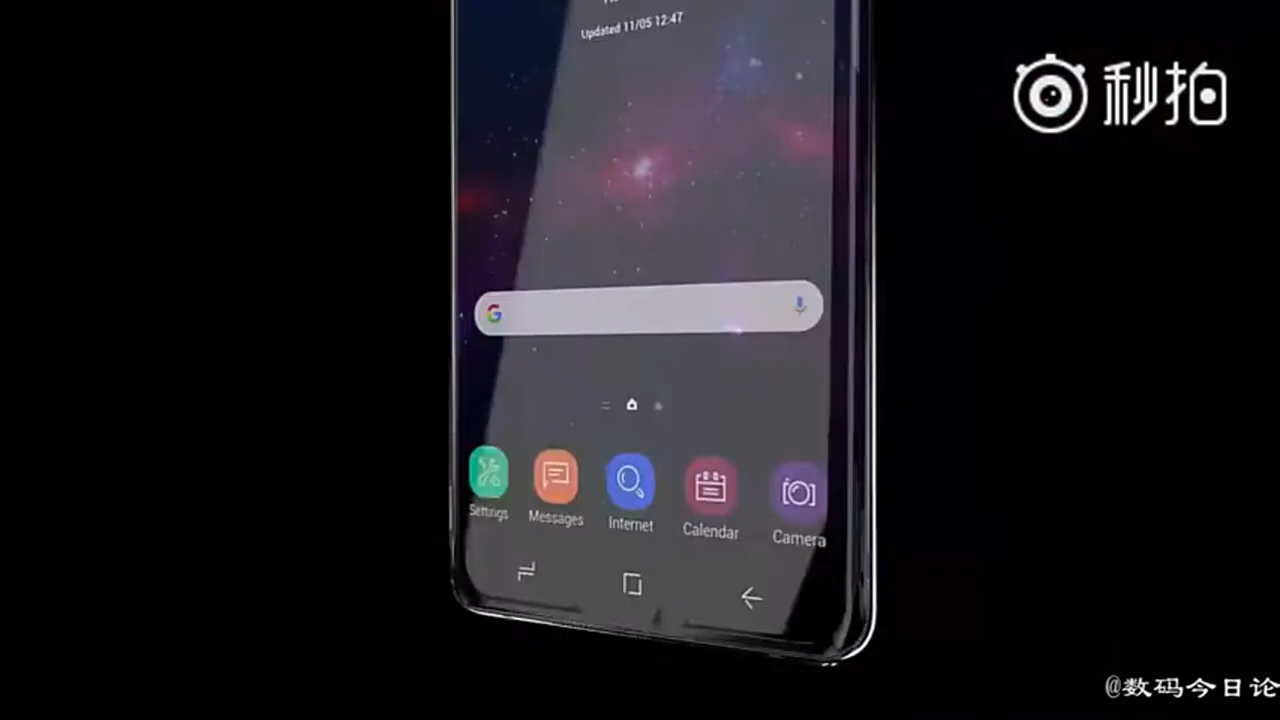 Updated 11/05 12:47
秒拍
G
Settings
Messages
Internet
Calendar
Camera
@数码今日论